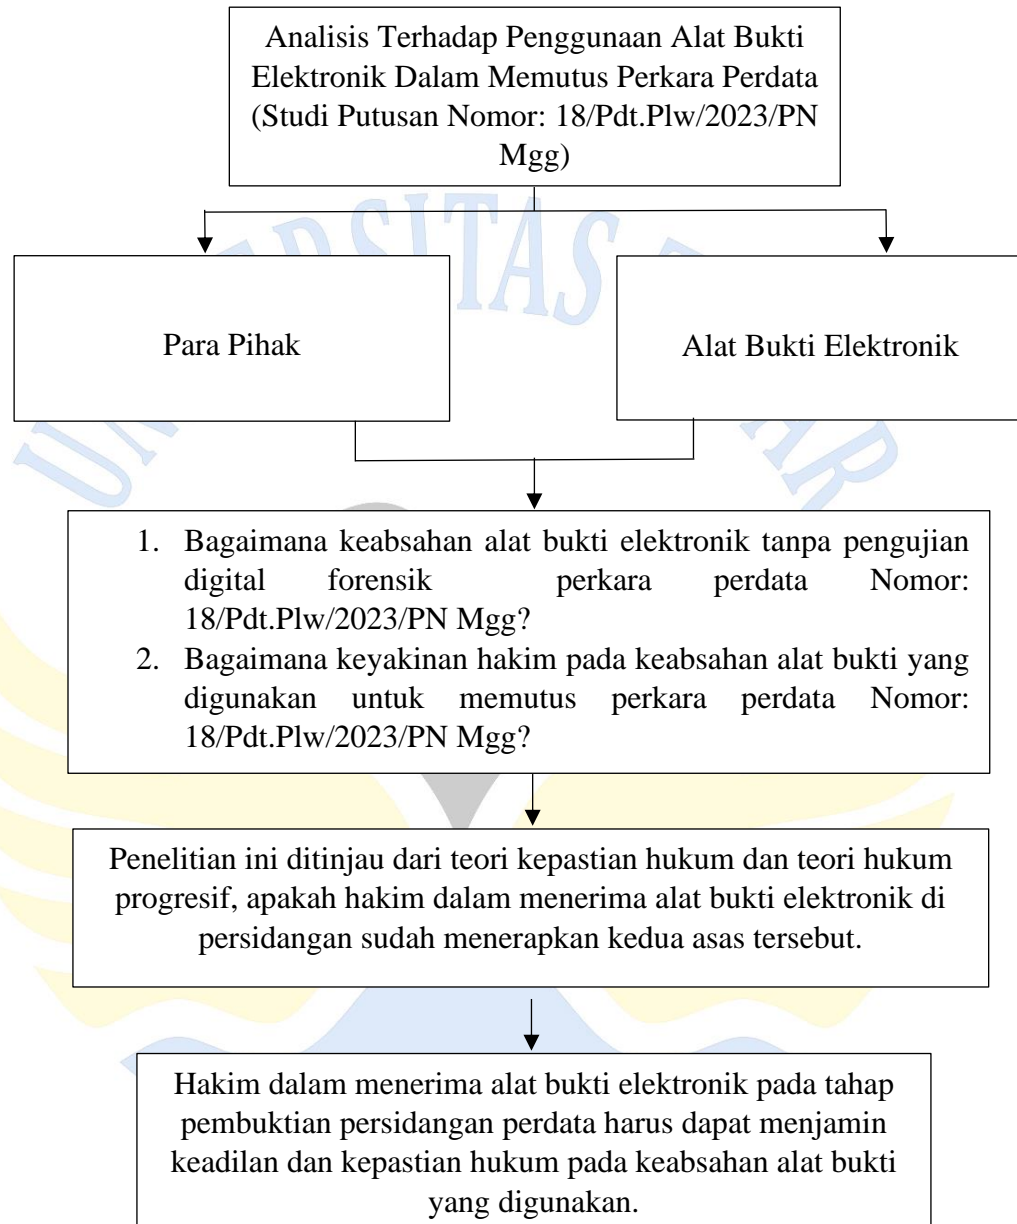 Analisis Terhadap Penggunaan Alat Bukti
Elektronik Dalam Memutus Perkara Perdata
(Studi Putusan Nomor: 18/Pdt.Plw/2023/PN
Mgg)
Para Pihak
Alat Bukti Elektronik
1. Bagaimana keabsahan alat bukti elektronik tanpa pengujian
digital forensik perkara perdata Nomor:
18/Pdt.Plw/2023/PN Mgg?
2. Bagaimana keyakinan hakim pada keabsahan alat bukti yang
digunakan untuk memutus perkara perdata Nomor:
18/Pdt.Plw/2023/PN Mgg?
Penelitian ini ditinjau dari teori kepastian hukum dan teori hukum
progresif, apakah hakim dalam menerima alat bukti elektronik di
persidangan sudah menerapkan kedua asas tersebut.
Hakim dalam menerima alat bukti elektronik pada tahap
pembuktian persidangan perdata harus dapat menjamin
keadilan dan kepastian hukum pada keabsahan alat bukti
yang digunakan.